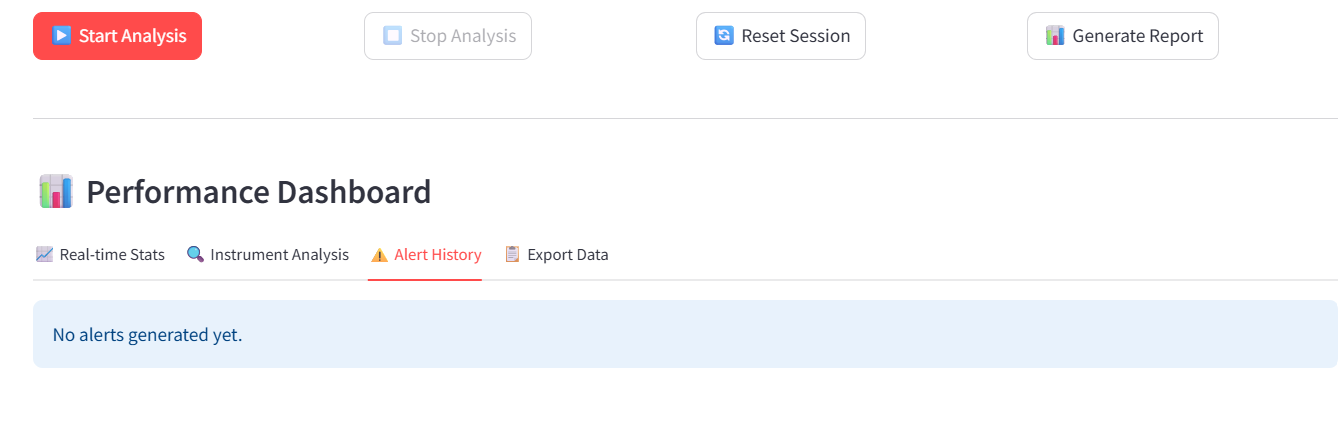 Start Analysis
Stop Analysis
Reset Session
Generate Report
Performance Dashboard
Real-time Stats
Instrument Analysis
Alert History
Export Data
No alerts generated yet.